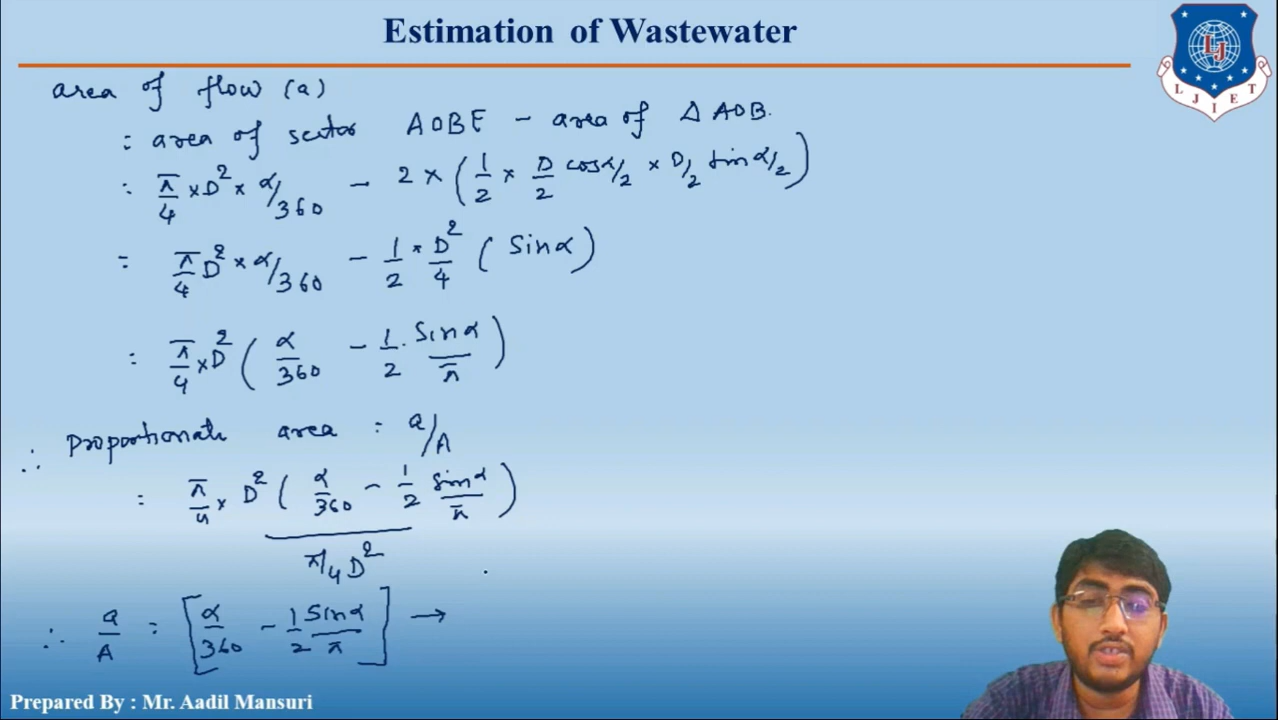 Estimation of Wastewater
LJIET
area of flow (a)
= area of sector AOBE - area of Δ AOB.
= π/4 × D² × α/360 - 2 × (1/2 × D/2 cos α/2 × D/2 sin α/2)
= π/4 D² × α/360 - 1/2 × D²/4 (Sin α)
= π/4 × D² (α/360 - 1/2 . Sin α/π)
∴ Proportionate area = a/A
= π/4 × D² (α/360 - 1/2 sin α/π)
π/4 D²
∴ a/A = [α/360 - 1/2 Sin α/π] →
Prepared By : Mr. Aadil Mansuri